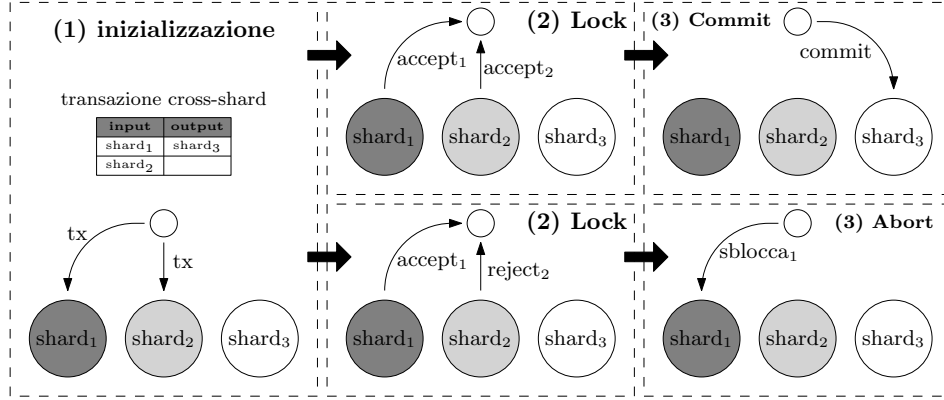 (1) inizializzazione
transazione cross-shard
input output
shard1 shard3
shard2
tx
tx
shard1 shard2 shard3
(2) Lock
accept1 accept2
shard1 shard2 shard3
(3) Commit
commit
shard1 shard2 shard3
(2) Lock
accept1 reject2
shard1 shard2 shard3
(3) Abort
sblocca1
shard1 shard2 shard3